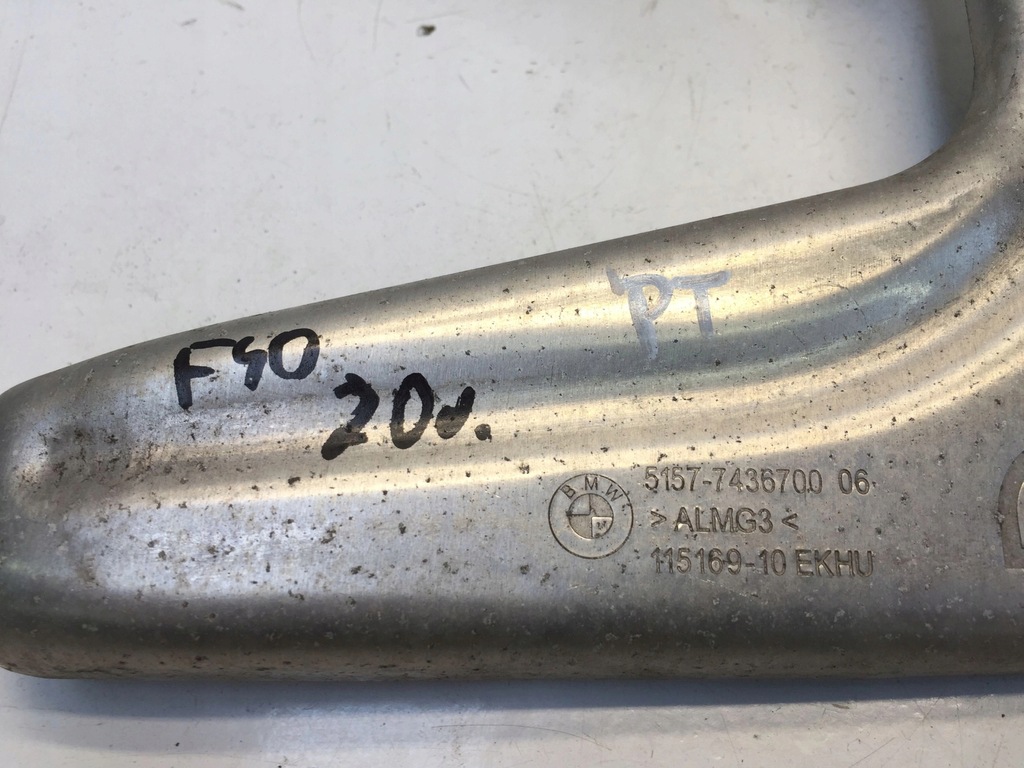 F40
20d.
PT
BMW
5157-7436700 06
> ALMG3 <
115169-10 EKHU